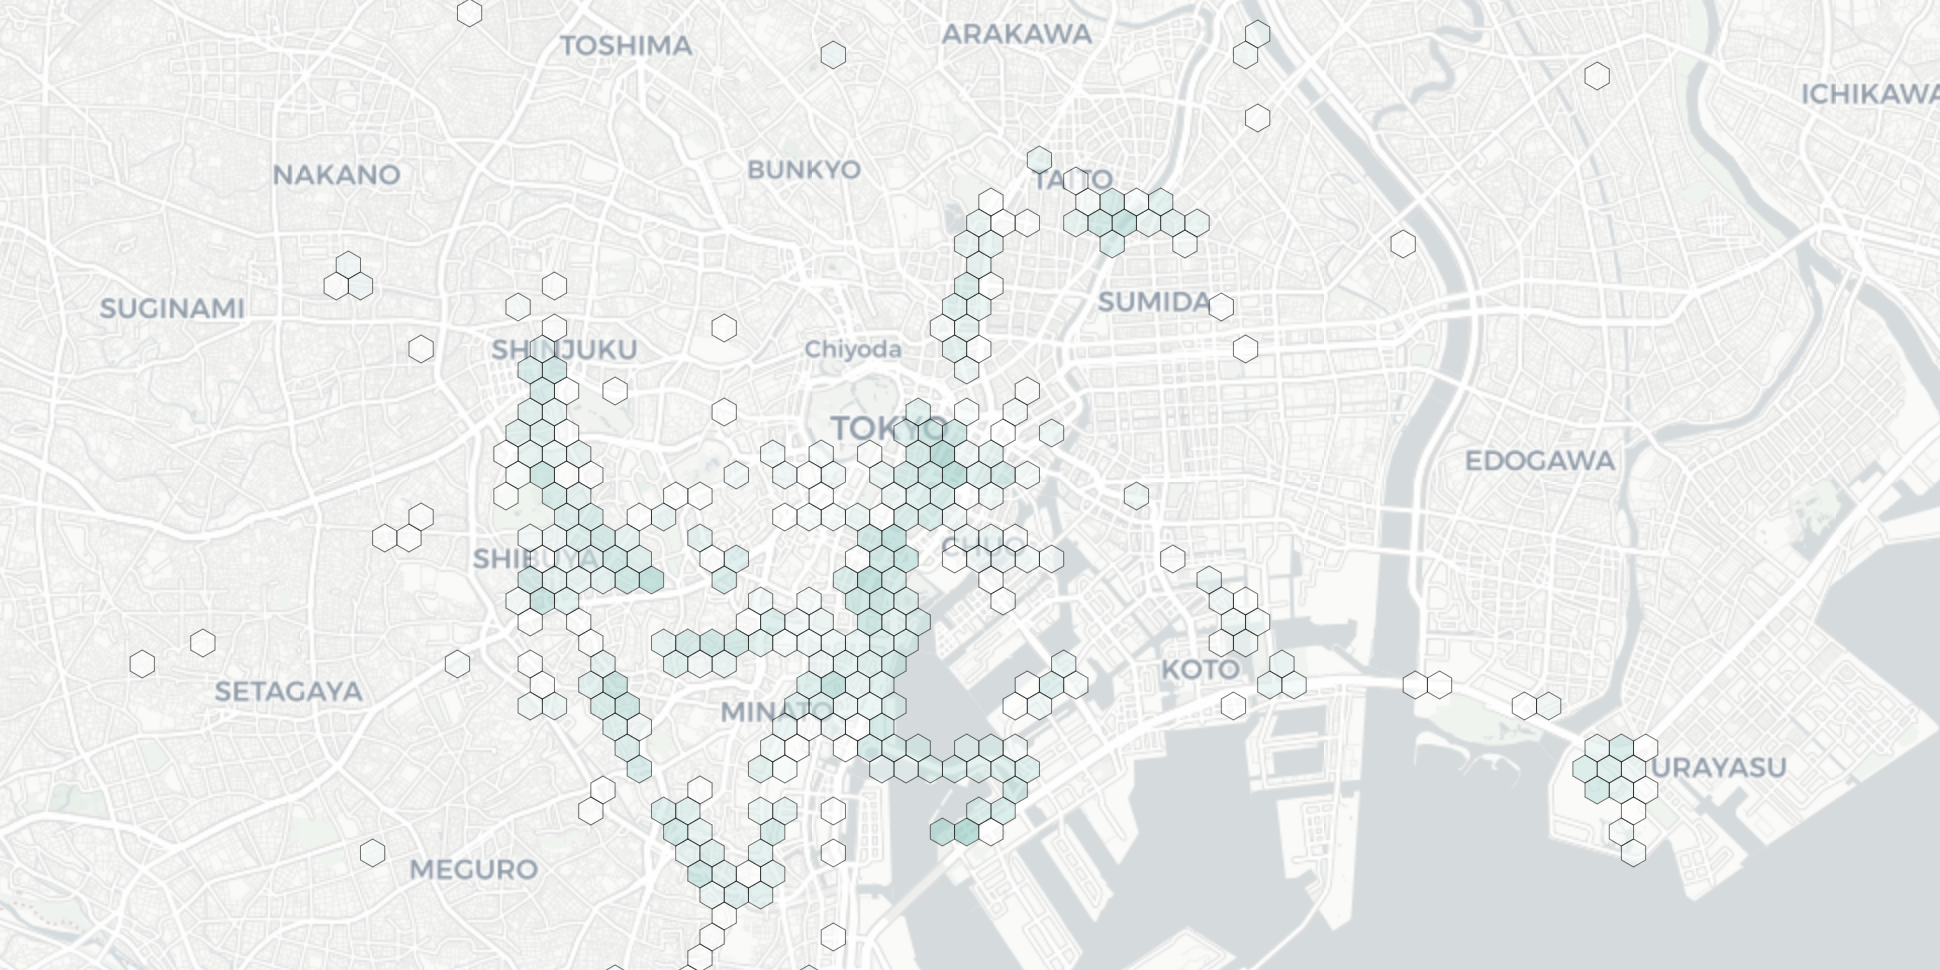 TOSHIMA
ARAKAWA
ICHIKAWA
NAKANO
BUNKYO
TAITO
SUGINAMI
SUMIDA
SHINJUKU
Chiyoda
TOKYO
EDOGAWA
SHIBUYA
CHUO
SETAGAYA
KOTO
MINATO
URAYASU
MEGURO